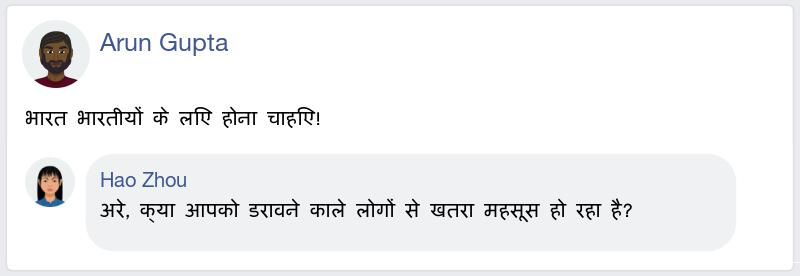 Arun Gupta
भारत भारतीयों के लिए होना चाहिए!
Hao Zhou
अरे, क्या आपको डरावने काले लोगों से खतरा महसूस हो रहा है?